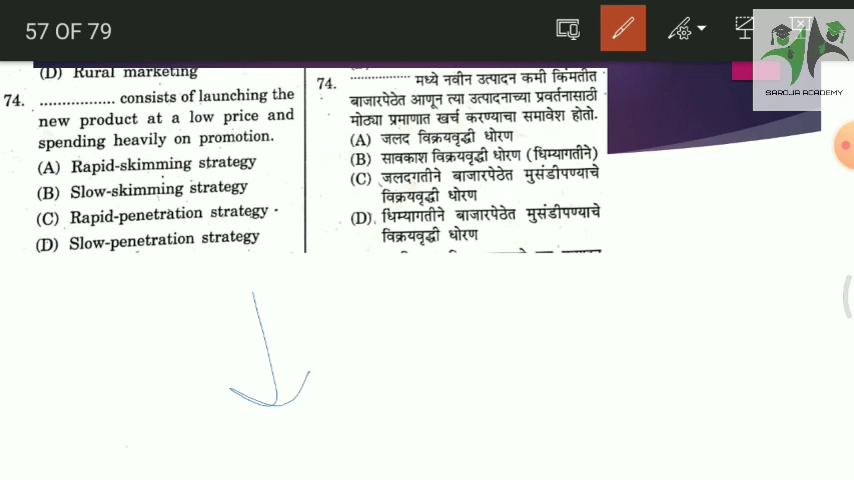 57 OF 79
SAROJA ACADEMY
(D) Rural marketing
74. ................. consists of launching the
new product at a low price and
spending heavily on promotion.
(A) Rapid-skimming strategy
(B) Slow-skimming strategy
(C) Rapid-penetration strategy
(D) Slow-penetration strategy
74. ............... मध्ये नवीन उत्पादन कमी किंमतीत
बाजारपेठेत आणून त्या उत्पादनाच्या प्रवर्तनासाठी
मोठ्या प्रमाणात खर्च करण्याचा समावेश होतो.
(A) जलद विक्रयवृद्धी धोरण
(B) सावकाश विक्रयवृद्धी धोरण (धिम्यागतीने)
(C) जलदगतीने बाजारपेठेत मुसंडीपण्याचे
विक्रयवृद्धी धोरण
(D) धिम्यागतीने बाजारपेठेत मुसंडीपण्याचे
विक्रयवृद्धी धोरण